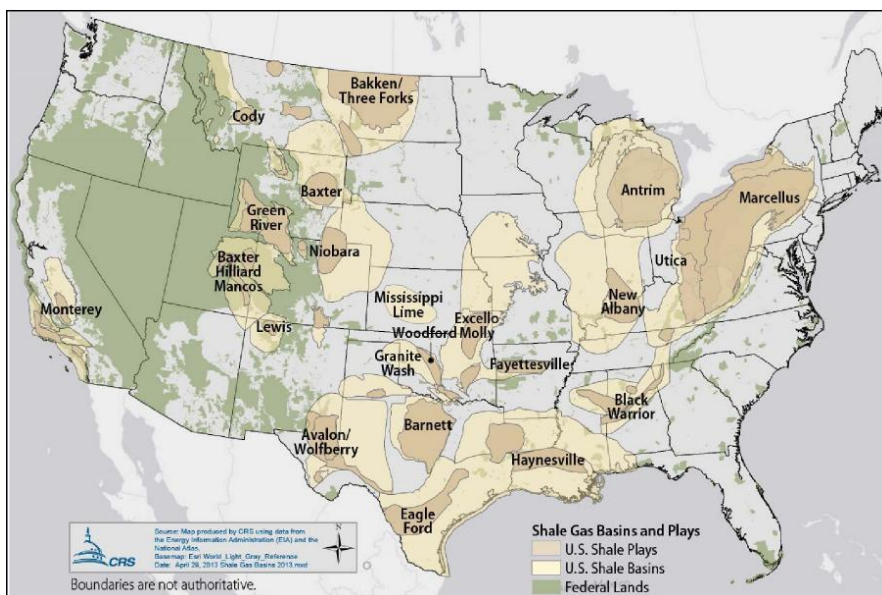 Bakken/
Three Forks
Cody
Baxter
Green
River
Niobara
Baxter
Hilliard
Mancos
Monterey
Lewis
Mississippi
Lime
Excello
Woodford Molly
Granite
Wash
Fayettesville
Antrim
Marcellus
Utica
New
Albany
Black
Warrior
Avalon/
Wolfberry
Barnett
Haynesville
Eagle
Ford
CRS
Source: Map produced by CRS using data from
the Energy Information Administration (EIA) and the
National Atlas,
Basemap: Esri World_Light_Gray_Reference
Date: April 29, 2013 Shale Gas Basins 2013.mxd
N
Boundaries are not authoritative.
Shale Gas Basins and Plays
U.S. Shale Plays
U.S. Shale Basins
Federal Lands